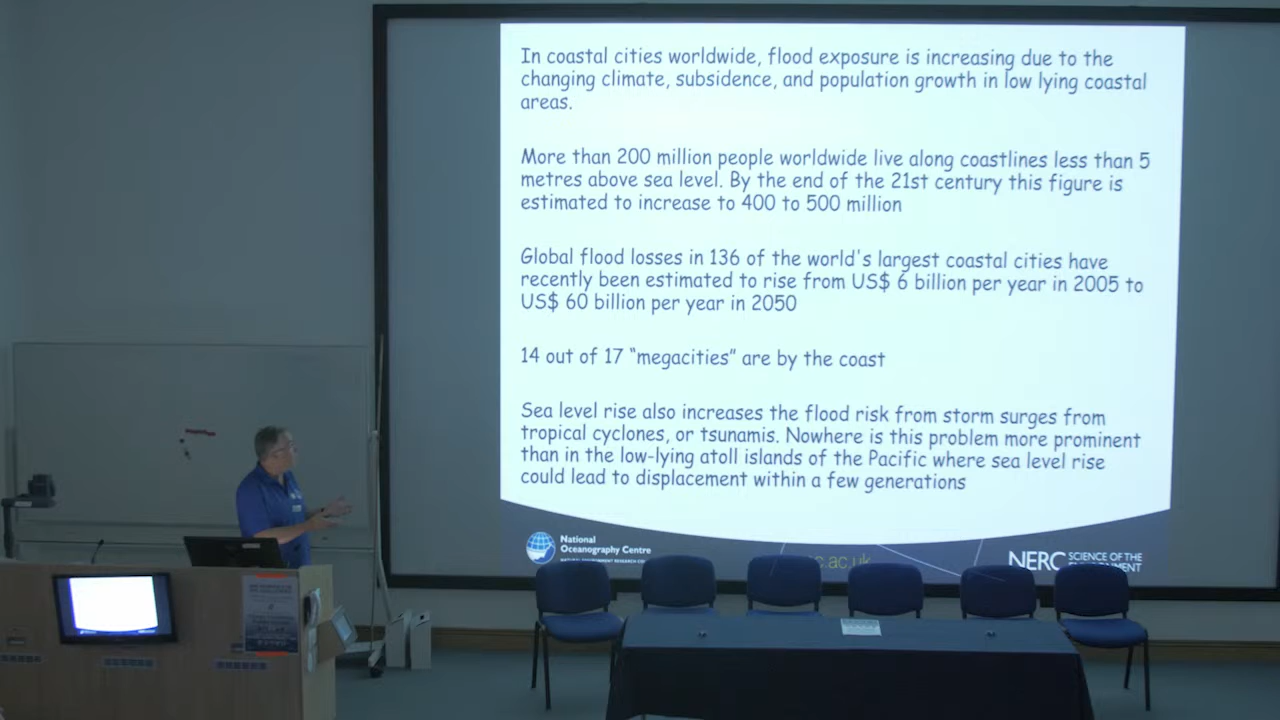 In coastal cities worldwide, flood exposure is increasing due to the
changing climate, subsidence, and population growth in low lying coastal
areas.
More than 200 million people worldwide live along coastlines less than 5
metres above sea level. By the end of the 21st century this figure is
estimated to increase to 400 to 500 million
Global flood losses in 136 of the world's largest coastal cities have
recently been estimated to rise from US$ 6 billion per year in 2005 to
US$ 60 billion per year in 2050
14 out of 17 “megacities” are by the coast
Sea level rise also increases the flood risk from storm surges from
tropical cyclones, or tsunamis. Nowhere is this problem more prominent
than in the low-lying atoll islands of the Pacific where sea level rise
could lead to displacement within a few generations
National
Oceanography Centre
c.ac.uk
NERC SCIENCE OF THE
ENVIRONMENT